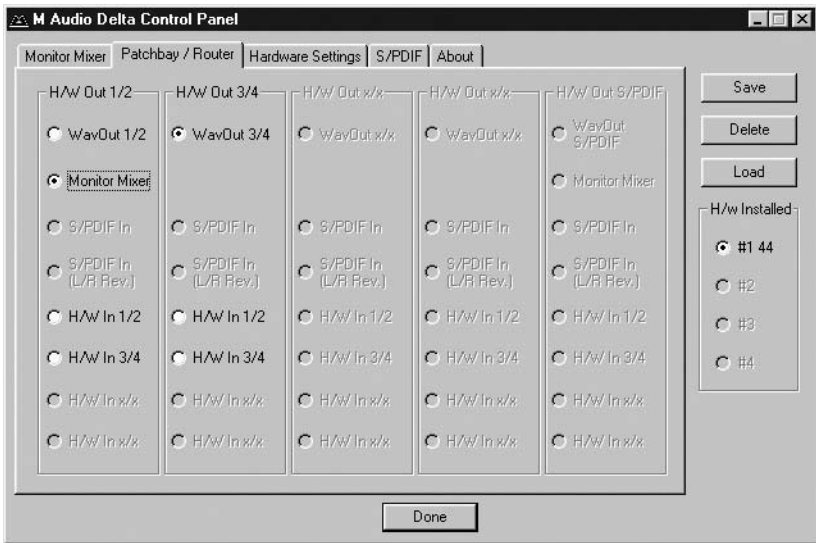 M Audio Delta Control Panel
Monitor Mixer
Patchbay / Router
Hardware Settings
S/PDIF
About
H/W Out 1/2
WavOut 1/2
Monitor Mixer
S/PDIF In
S/PDIF In
(L/R Rev.)
H/W In 1/2
H/W In 3/4
H/W In x/x
H/W In x/x
H/W Out 3/4
WavOut 3/4
S/PDIF In
S/PDIF In
(L/R Rev.)
H/W In 1/2
H/W In 3/4
H/W In x/x
H/W In x/x
H/W Out x/x
WavOut x/x
S/PDIF In
S/PDIF In
(L/R Rev.)
H/W In 1/2
H/W In 3/4
H/W In x/x
H/W In x/x
H/W Out x/x
WavOut x/x
S/PDIF In
S/PDIF In
(L/R Rev.)
H/W In 1/2
H/W In 3/4
H/W In x/x
H/W In x/x
H/W Out S/PDIF
WavOut
S/PDIF
Monitor Mixer
S/PDIF In
S/PDIF In
(L/R Rev.)
H/W In 1/2
H/W In 3/4
H/W In x/x
H/W In x/x
Save
Delete
Load
H/w Installed
#1 44
#2
#3
#4
Done